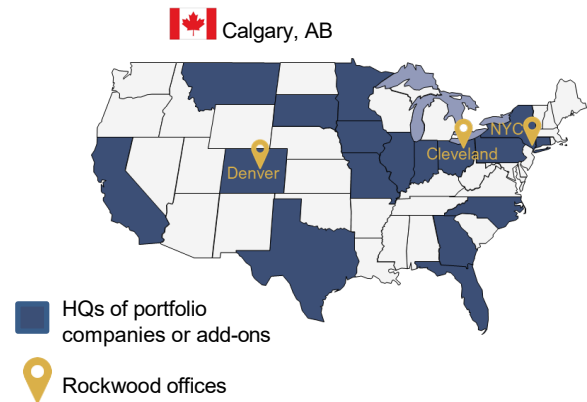 Calgary, AB
NYC
Cleveland
Denver
HQs of portfolio
companies or add-ons
Rockwood offices